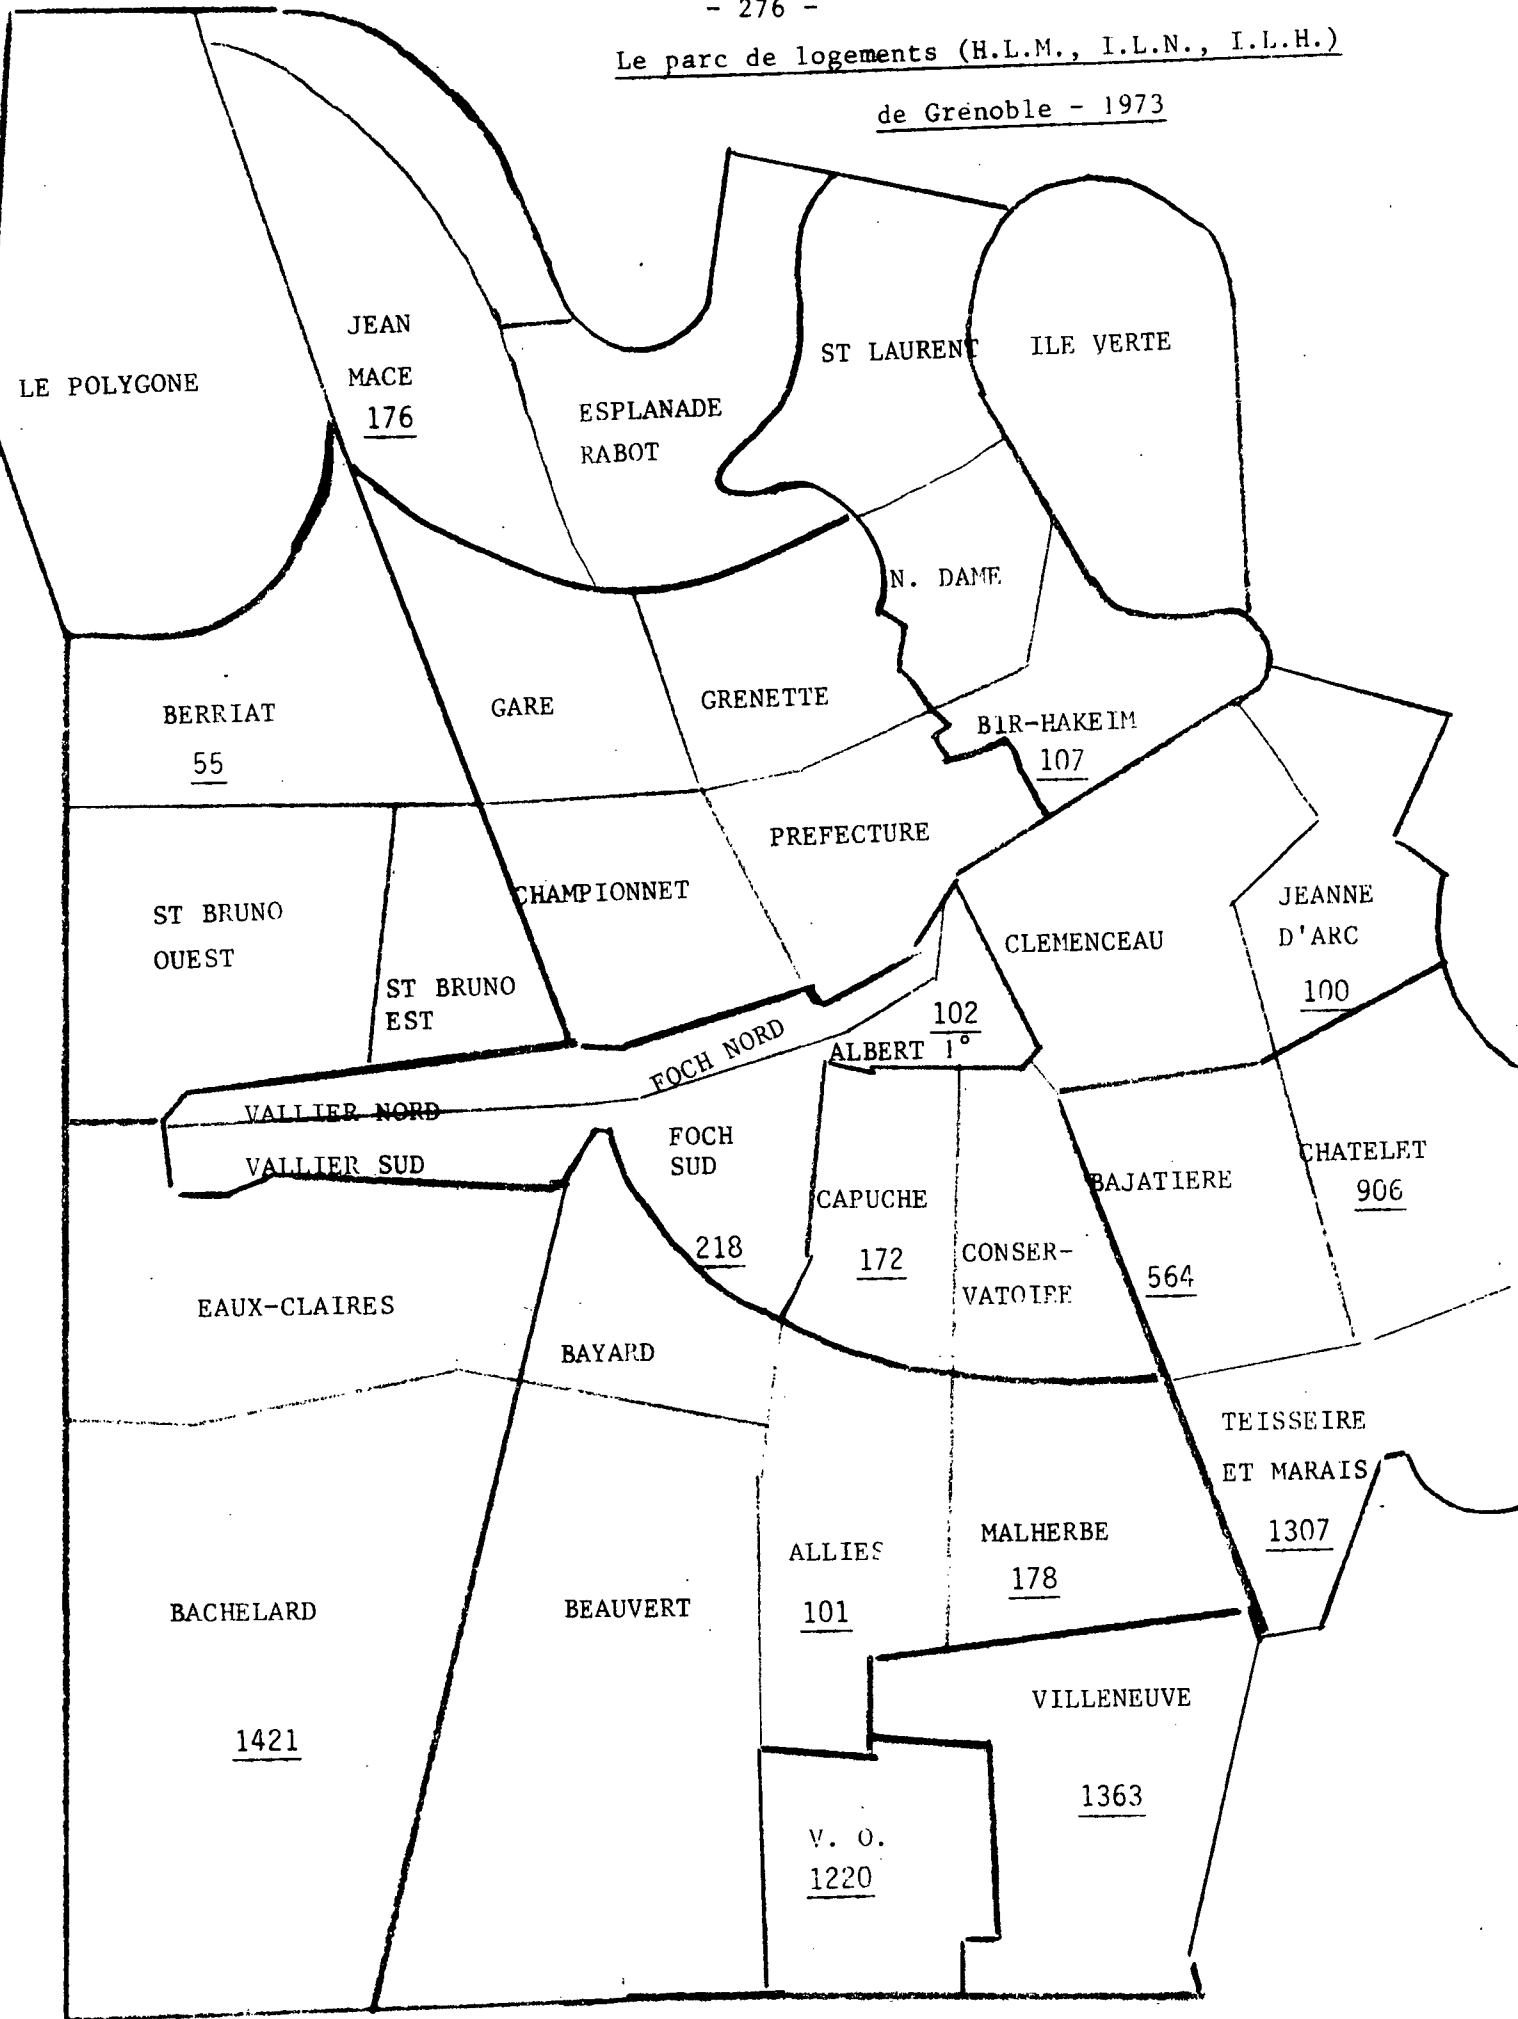 - 276 -
Le parc de logements (H.L.M., I.L.N., I.L.H.)
de Grenoble - 1973
JEAN
MACE
176
LE POLYGONE
ST LAURENT
ILE VERTE
ESPLANADE
RABOT
N. DAME
BERRIAT
55
GARE
GRENETTE
BIR-HAKEIM
107
PREFECTURE
CHAMPIONNET
ST BRUNO
OUEST
ST BRUNO
EST
CLEMENCEAU
JEANNE
D'ARC
100
102
ALBERT 1°
FOCH NORD
VALLIER NORD
VALLIER SUD
FOCH
SUD
218
CAPUCHE
172
CONSER-
VATOIRE
BAJATIERE
564
CHATELET
906
EAUX-CLAIRES
BAYARD
TEISSEIRE
ET MARAIS
1307
ALLIES
101
MALHERBE
178
BACHELARD
1421
BEAUVERT
VILLENEUVE
1363
V. O.
1220